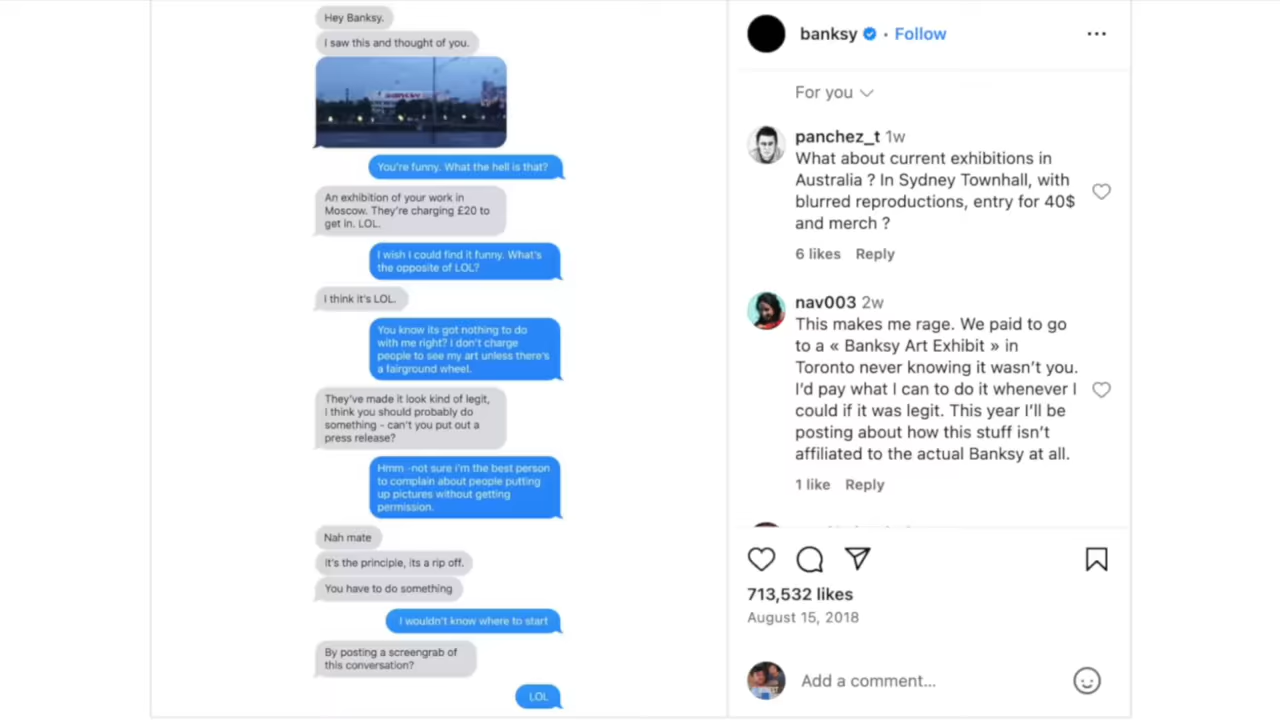 Hey Banksy.
I saw this and thought of you.
You're funny. What the hell is that?
An exhibition of your work in
Moscow. They're charging £20 to
get in. LOL.
I wish I could find it funny. What's
the opposite of LOL?
I think it's LOL.
You know its got nothing to do
with me right? I don't charge
people to see my art unless there's
a fairground wheel.
They've made it look kind of legit,
I think you should probably do
something - can't you put out a
press release?
Hmm -not sure i'm the best person
to complain about people putting
up pictures without getting
permission.
Nah mate
It's the principle, its a rip off.
You have to do something
I wouldn't know where to start
By posting a screengrab of
this conversation?
LOL
banksy · Follow
For you
panchez_t 1w
What about current exhibitions in
Australia ? In Sydney Townhall, with
blurred reproductions, entry for 40$
and merch ?
6 likes Reply
nav003 2w
This makes me rage. We paid to go
to a « Banksy Art Exhibit » in
Toronto never knowing it wasn't you.
I'd pay what I can to do it whenever I
could if it was legit. This year I'll be
posting about how this stuff isn't
affiliated to the actual Banksy at all.
1 like Reply
713,532 likes
August 15, 2018
Add a comment...